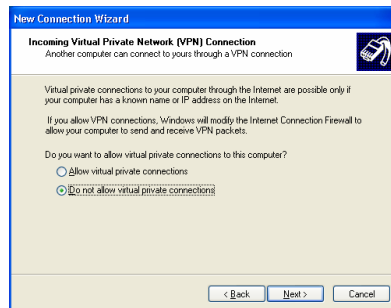 New Connection Wizard
Incoming Virtual Private Network (VPN) Connection
Another computer can connect to yours through a VPN connection
Virtual private connections to your computer through the Internet are possible only if
your computer has a known name or IP address on the Internet.
If you allow VPN connections, Windows will modify the Internet Connection Firewall to
allow your computer to send and receive VPN packets.
Do you want to allow virtual private connections to this computer?
Allow virtual private connections
Do not allow virtual private connections
< Back Next > Cancel